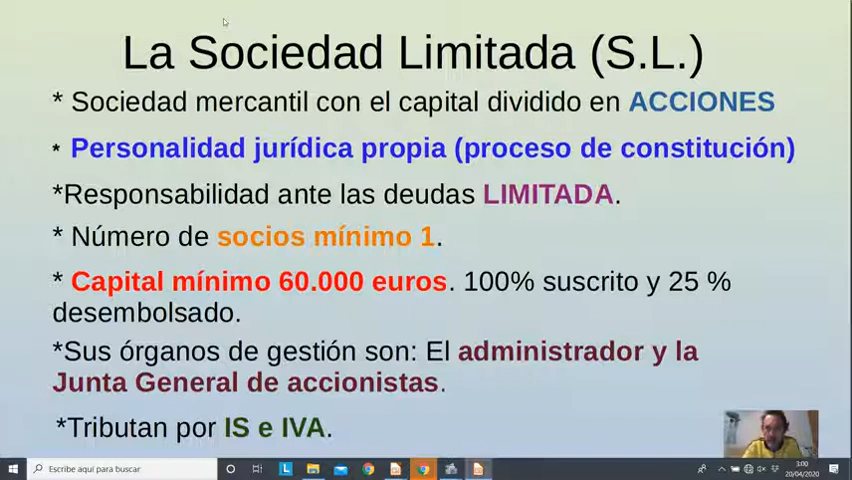 La Sociedad Limitada (S.L.)
* Sociedad mercantil con el capital dividido en ACCIONES
* Personalidad jurídica propia (proceso de constitución)
*Responsabilidad ante las deudas LIMITADA.
* Número de socios mínimo 1.
* Capital mínimo 60.000 euros. 100% suscrito y 25 %
desembolsado.
*Sus órganos de gestión son: El administrador y la
Junta General de accionistas.
*Tributan por IS e IVA.
Escribe aquí para buscar
L
3:00
20/04/2020